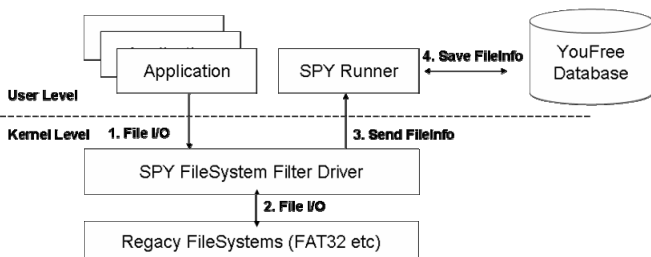 Application
SPY Runner
4. Save FileInfo
YouFree
Database
User Level
Kernel Level
1. File I/O
3. Send FileInfo
SPY FileSystem Filter Driver
2. File I/O
Regacy FileSystems (FAT32 etc)